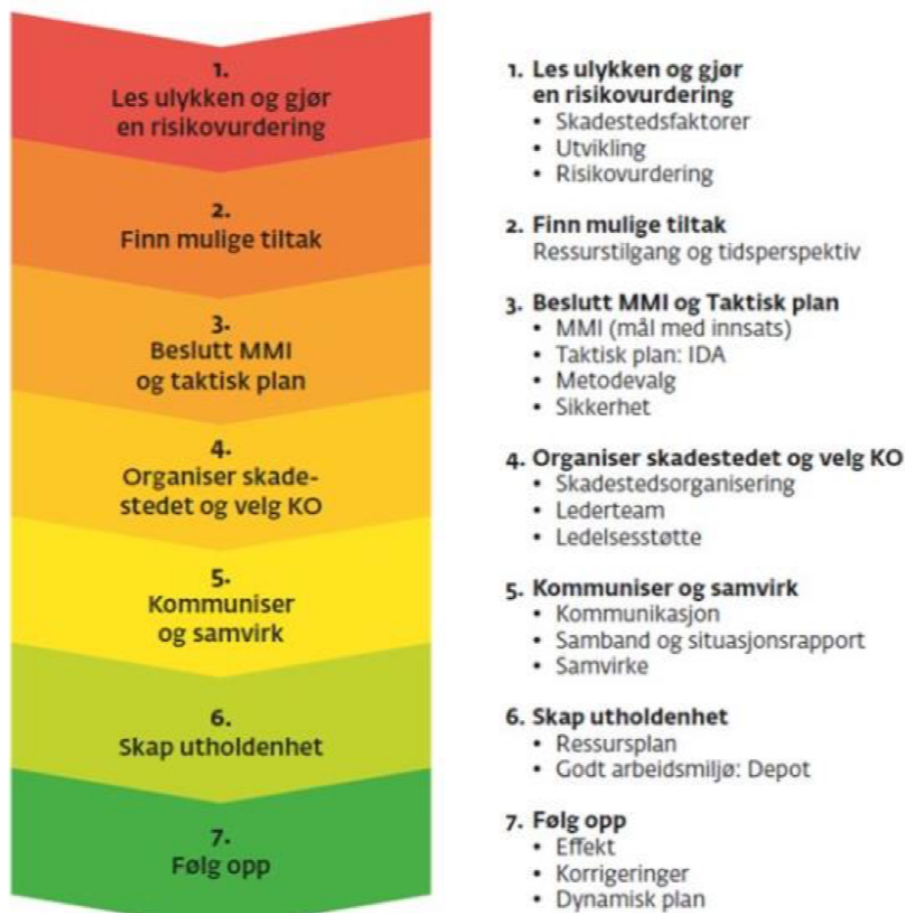 1.
Les ulykken og gjør
en risikovurdering
2.
Finn mulige tiltak
3.
Beslutt MMI
og taktisk plan
4.
Organiser skade-
stedet og velg KO
5.
Kommuniser
og samvirk
6.
Skap utholdenhet
7.
Følg opp
1. Les ulykken og gjør
en risikovurdering
• Skadestedsfaktorer
• Utvikling
• Risikovurdering
2. Finn mulige tiltak
Ressurstilgang og tidsperspektiv
3. Beslutt MMI og Taktisk plan
• MMI (mål med innsats)
• Taktisk plan: IDA
• Metodevalg
• Sikkerhet
4. Organiser skadestedet og velg KO
• Skadestedsorganisering
• Lederteam
• Ledelsesstøtte
5. Kommuniser og samvirk
• Kommunikasjon
• Samband og situasjonsrapport
• Samvirke
6. Skap utholdenhet
• Ressursplan
• Godt arbeidsmiljø: Depot
7. Følg opp
• Effekt
• Korrigeringer
• Dynamisk plan